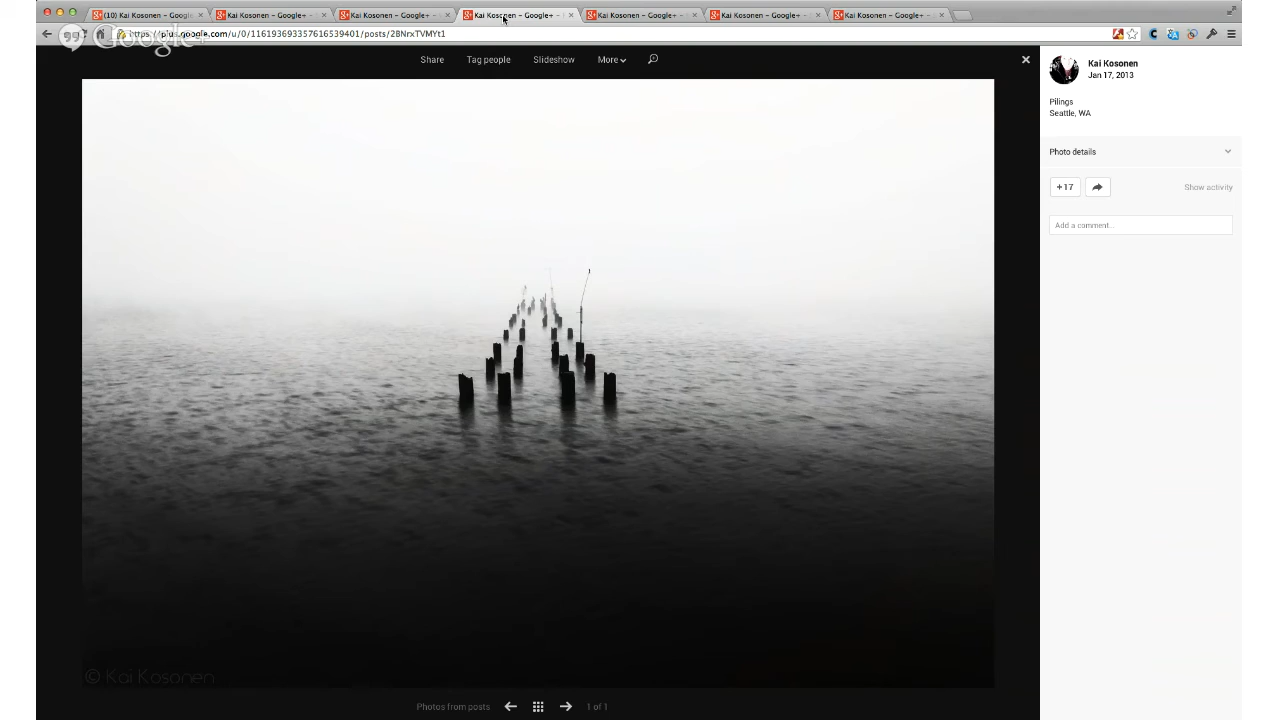 (10) Kai Kosonen – Google
Kai Kosonen – Google+ -
Kai Kosonen – Google+ -
Kai Kosonen – Google+ -
Kai Kosonen – Google+ -
Kai Kosonen – Google+ -
Kai Kosonen – Google+ -
Google+
https://plus.google.com/u/0/116193693357616539401/posts/2BNrxTVMYt1
Share
Tag people
Slideshow
More
Kai Kosonen
Jan 17, 2013
Pilings
Seattle, WA
Photo details
+17
Show activity
Add a comment...
© Kai Kosonen
Photos from posts
1 of 1